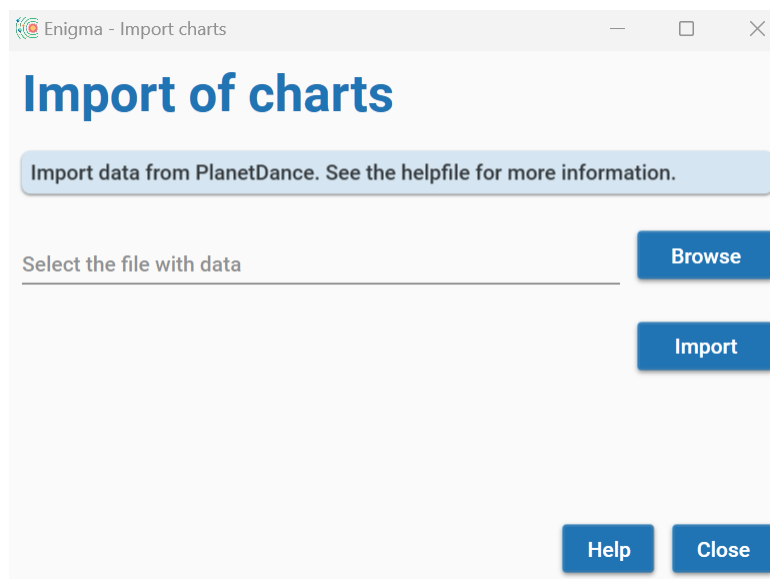 Enigma - Import charts
Import of charts
Import data from PlanetDance. See the helpfile for more information.
Select the file with data
Browse
Import
Help
Close